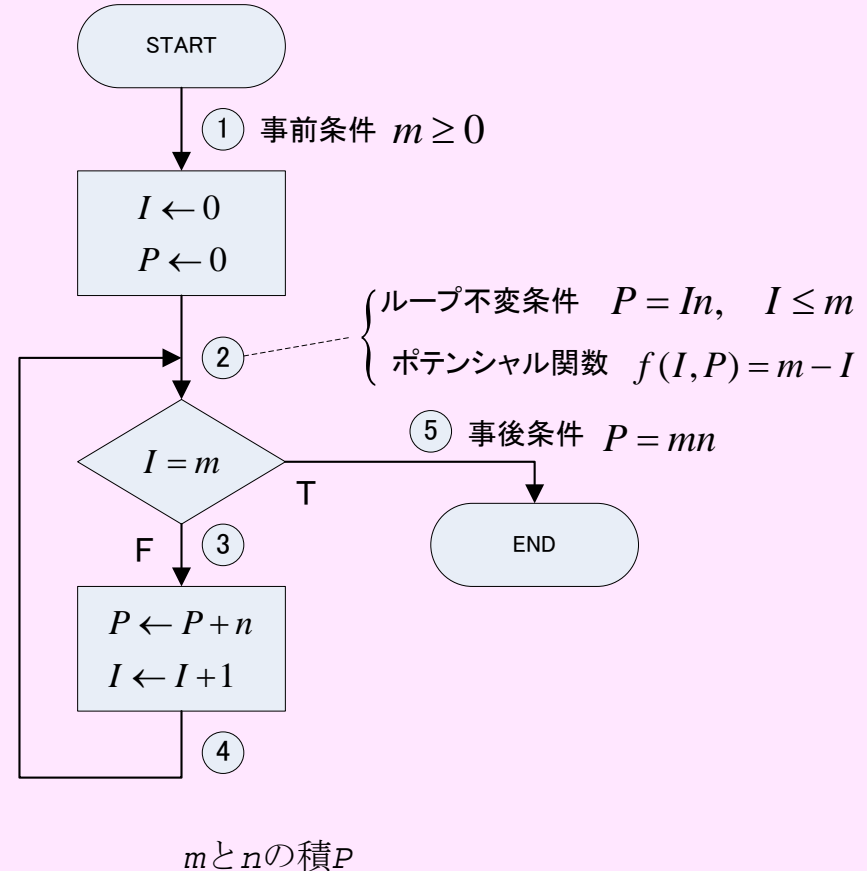 START
① 事前条件 m ≥ 0
I ← 0
P ← 0
ループ不変条件 P = In, I ≤ m
②
ポテンシャル関数 f(I,P) = m − I
⑤ 事後条件 P = mn
I = m
T
F ③
END
P ← P + n
I ← I + 1
④
mとnの積P